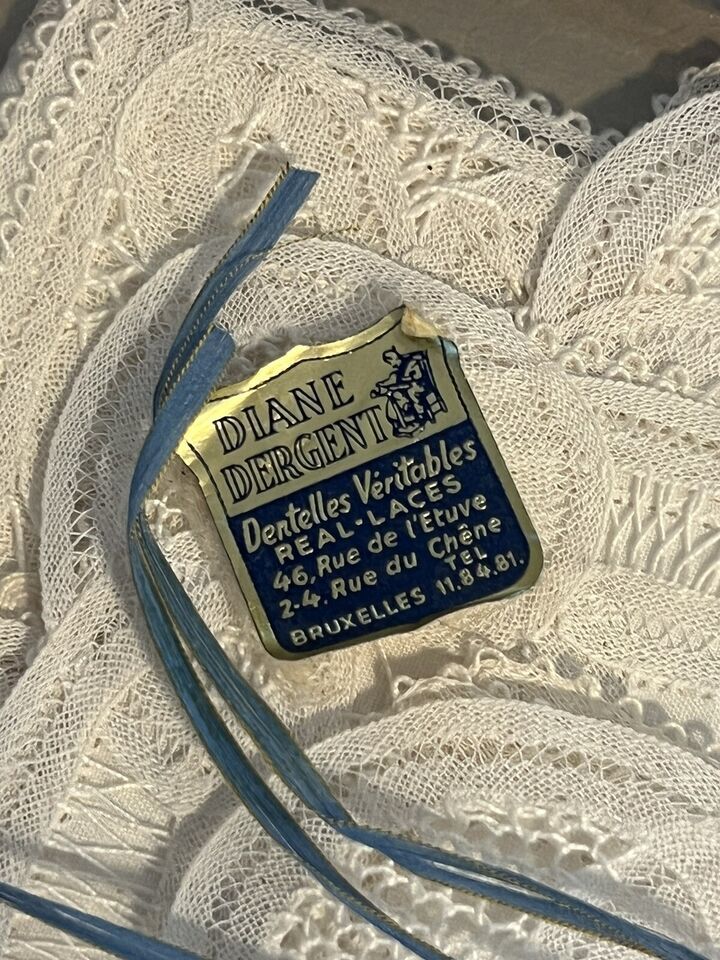 DIANE
DERGENT
Dentelles Véritables
REAL-LACES
46, Rue de l'Etuve
2-4, Rue du Chêne
TEL
BRUXELLES 11.84.81.